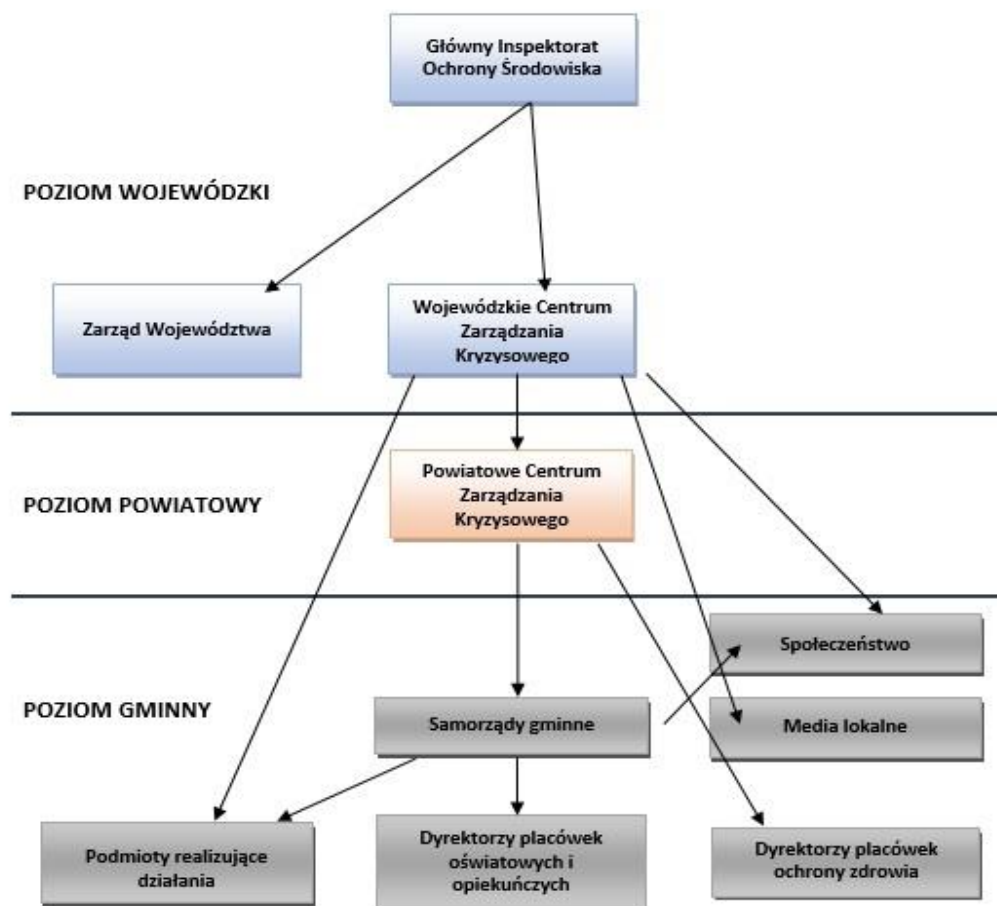 Główny Inspektorat
Ochrony Środowiska
POZIOM WOJEWÓDZKI
Zarząd Województwa
Wojewódzkie Centrum
Zarządzania
Kryzysowego
POZIOM POWIATOWY
Powiatowe Centrum
Zarządzania
Kryzysowego
Społeczeństwo
POZIOM GMINNY
Samorządy gminne
Media lokalne
Podmioty realizujące
działania
Dyrektorzy placówek
oświatowych i
opiekuńczych
Dyrektorzy placówek
ochrony zdrowia